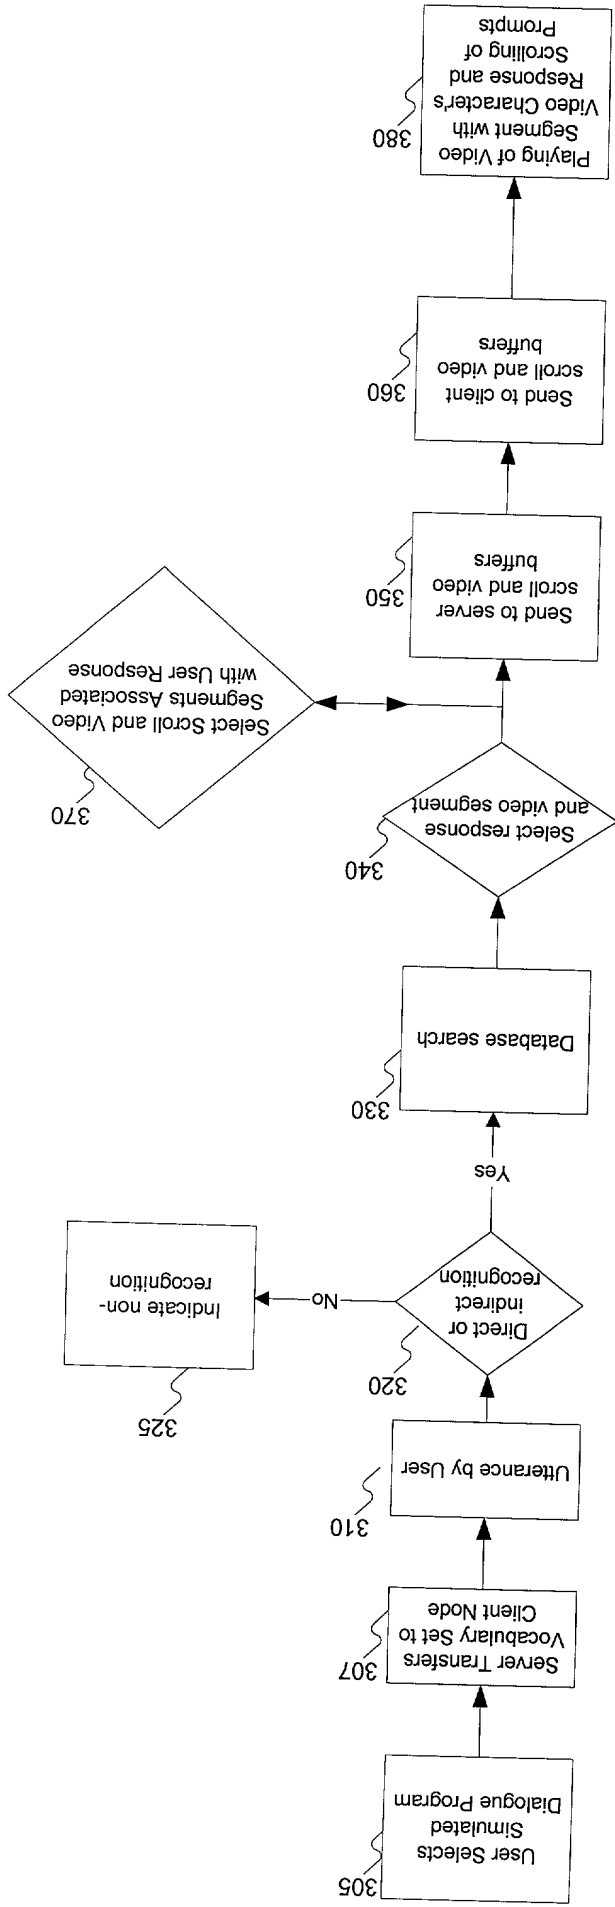 305
User Selects
Simulated
Dialogue Program
307
Server Transfers
Vocabulary Set to
Client Node
310
Utterance by User
320
Direct or
indirect
recognition
No
325
Indicate non-
recognition
Yes
330
Database search
340
Select response
and video segment
370
Select Scroll and Video
Segments Associated
with User Response
350
Send to server
scroll and video
buffers
360
Send to client
scroll and video
buffers
380
Playing of Video
Segment with
Video Character's
Response and
Scrolling of
Prompts